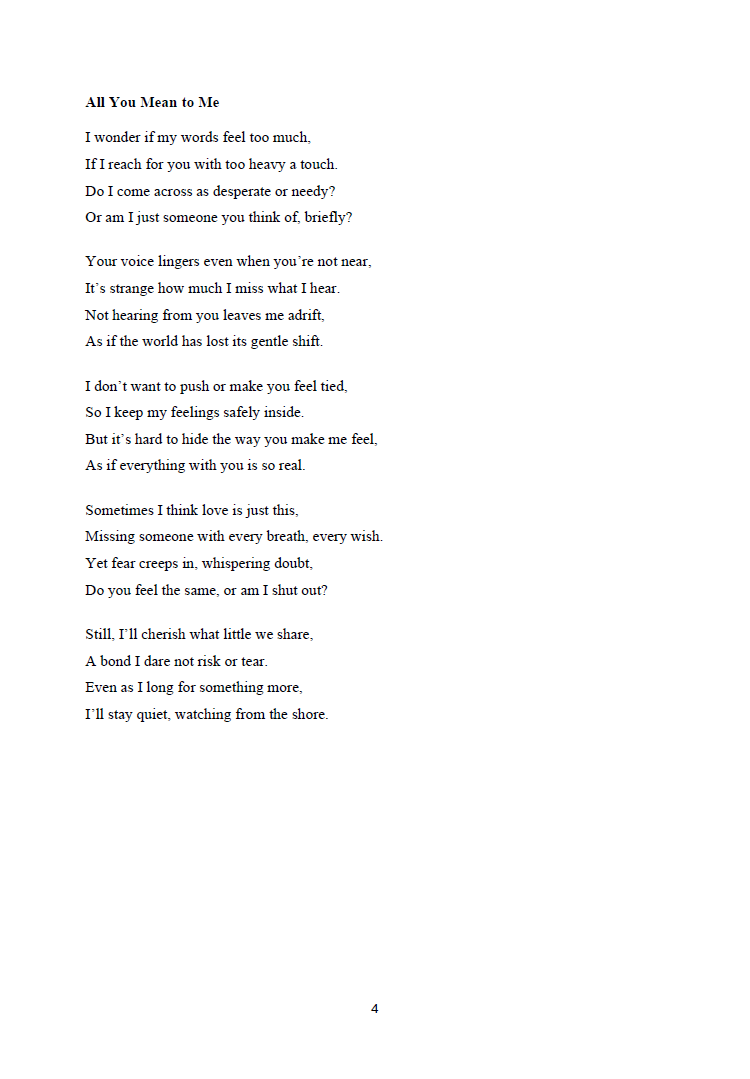 All You Mean to Me
I wonder if my words feel too much,
If I reach for you with too heavy a touch.
Do I come across as desperate or needy?
Or am I just someone you think of, briefly?
Your voice lingers even when you’re not near,
It’s strange how much I miss what I hear.
Not hearing from you leaves me adrift,
As if the world has lost its gentle shift.
I don’t want to push or make you feel tied,
So I keep my feelings safely inside.
But it’s hard to hide the way you make me feel,
As if everything with you is so real.
Sometimes I think love is just this,
Missing someone with every breath, every wish.
Yet fear creeps in, whispering doubt,
Do you feel the same, or am I shut out?
Still, I’ll cherish what little we share,
A bond I dare not risk or tear.
Even as I long for something more,
I’ll stay quiet, watching from the shore.
4